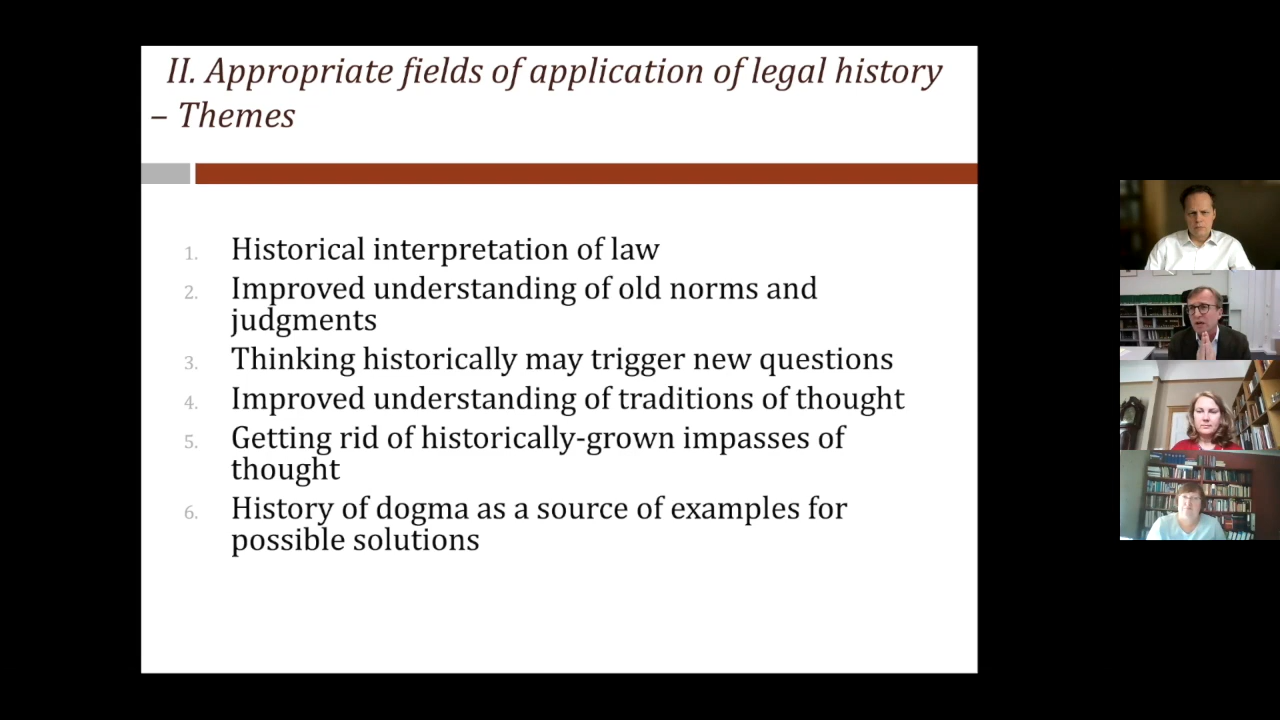 II. Appropriate fields of application of legal history
– Themes
1. Historical interpretation of law
2. Improved understanding of old norms and
judgments
3. Thinking historically may trigger new questions
4. Improved understanding of traditions of thought
5. Getting rid of historically-grown impasses of
thought
6. History of dogma as a source of examples for
possible solutions